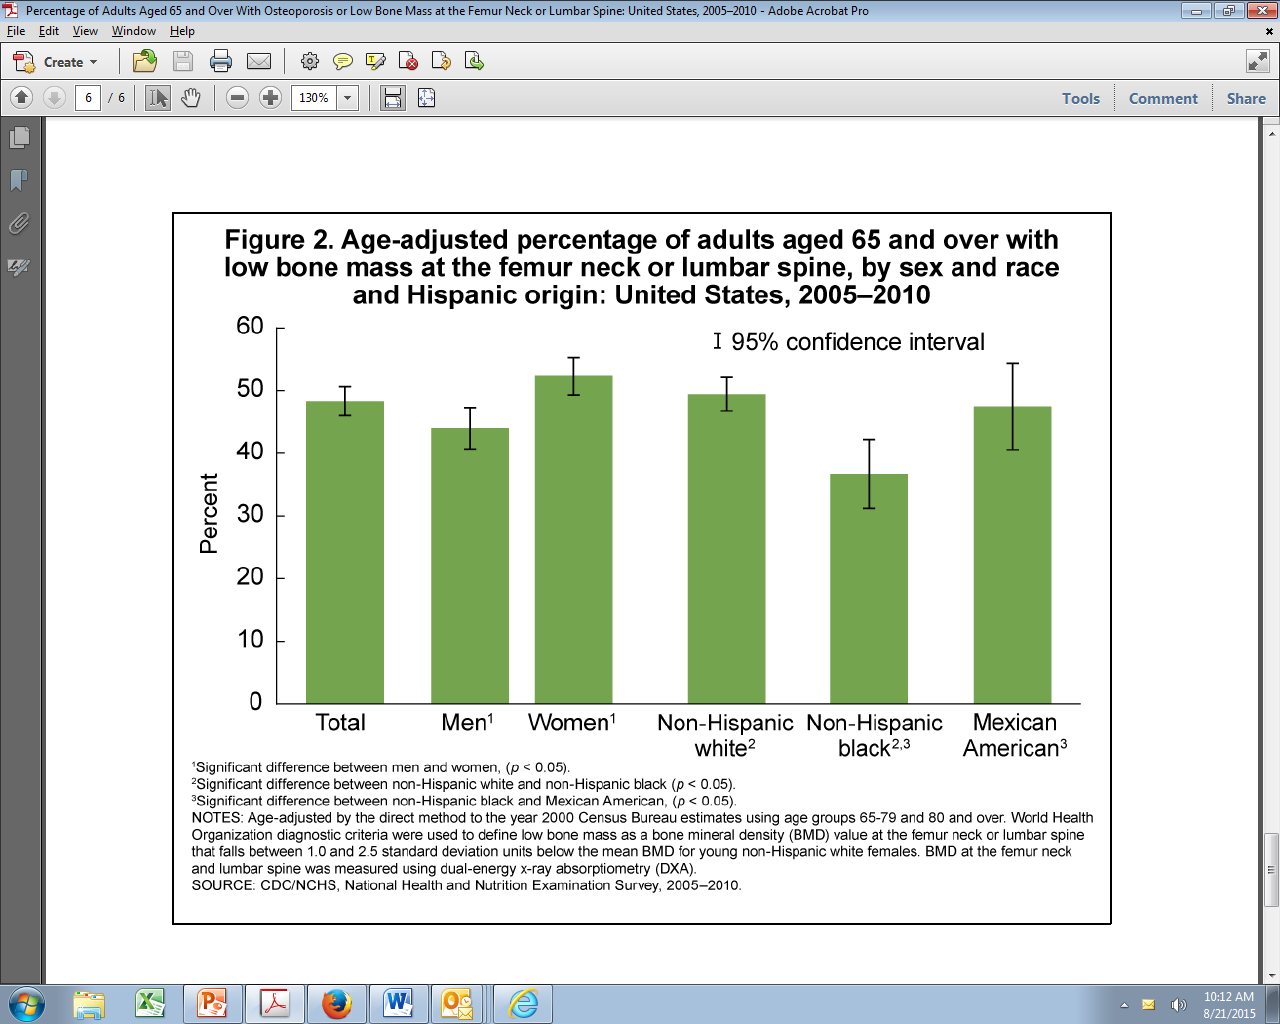 Percentage of Adults Aged 65 and Over With Osteoporosis or Low Bone Mass at the Femur Neck or Lumbar Spine: United States, 2005–2010 - Adobe Acrobat Pro
File Edit View Window Help
Create
6 / 6 130% Tools Comment Share
Figure 2. Age-adjusted percentage of adults aged 65 and over with
low bone mass at the femur neck or lumbar spine, by sex and race
and Hispanic origin: United States, 2005–2010
95% confidence interval
Percent
60
50
40
30
20
10
0
Total Men¹ Women¹ Non-Hispanic white² Non-Hispanic black²,³ Mexican American³
¹Significant difference between men and women, (p < 0.05).
²Significant difference between non-Hispanic white and non-Hispanic black (p < 0.05).
³Significant difference between non-Hispanic black and Mexican American, (p < 0.05).
NOTES: Age-adjusted by the direct method to the year 2000 Census Bureau estimates using age groups 65-79 and 80 and over. World Health
Organization diagnostic criteria were used to define low bone mass as a bone mineral density (BMD) value at the femur neck or lumbar spine
that falls between 1.0 and 2.5 standard deviation units below the mean BMD for young non-Hispanic white females. BMD at the femur neck
and lumbar spine was measured using dual-energy x-ray absorptiometry (DXA).
SOURCE: CDC/NCHS, National Health and Nutrition Examination Survey, 2005–2010.
10:12 AM
8/21/2015